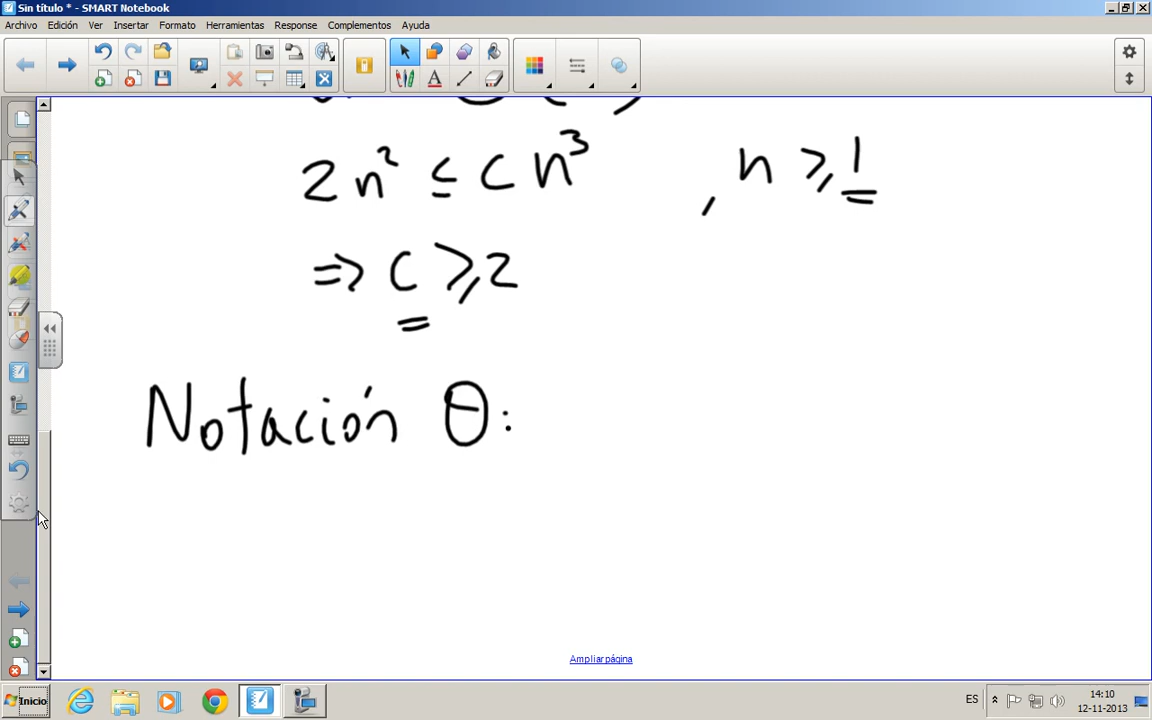 Sin título * - SMART Notebook
Archivo Edición Ver Insertar Formato Herramientas Response Complementos Ayuda
2n² ≤ cn³ , n ≥ 1
=> c ≥ 2
Notación Θ:
Ampliar página
Inicio
ES
14:10
12-11-2013